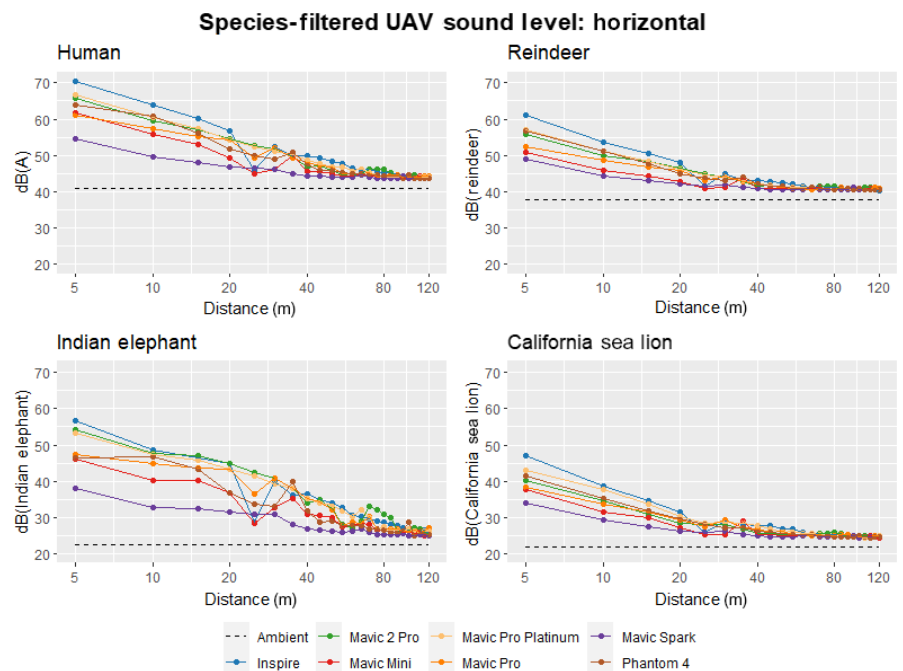 Species-filtered UAV sound level: horizontal
Human
dB(A)
70
60
50
40
30
20
5 10 20 40 80 120
Distance (m)
Reindeer
dB( reindeer)
70
60
50
40
30
20
5 10 20 40 80 120
Distance (m)
Indian elephant
dB(Indian elephant)
70
60
50
40
30
20
5 10 20 40 80 120
Distance (m)
California sea lion
dB(California sea lion)
70
60
50
40
30
20
5 10 20 40 80 120
Distance (m)
Ambient Mavic 2 Pro Mavic Pro Platinum Mavic Spark
Inspire Mavic Mini Mavic Pro Phantom 4